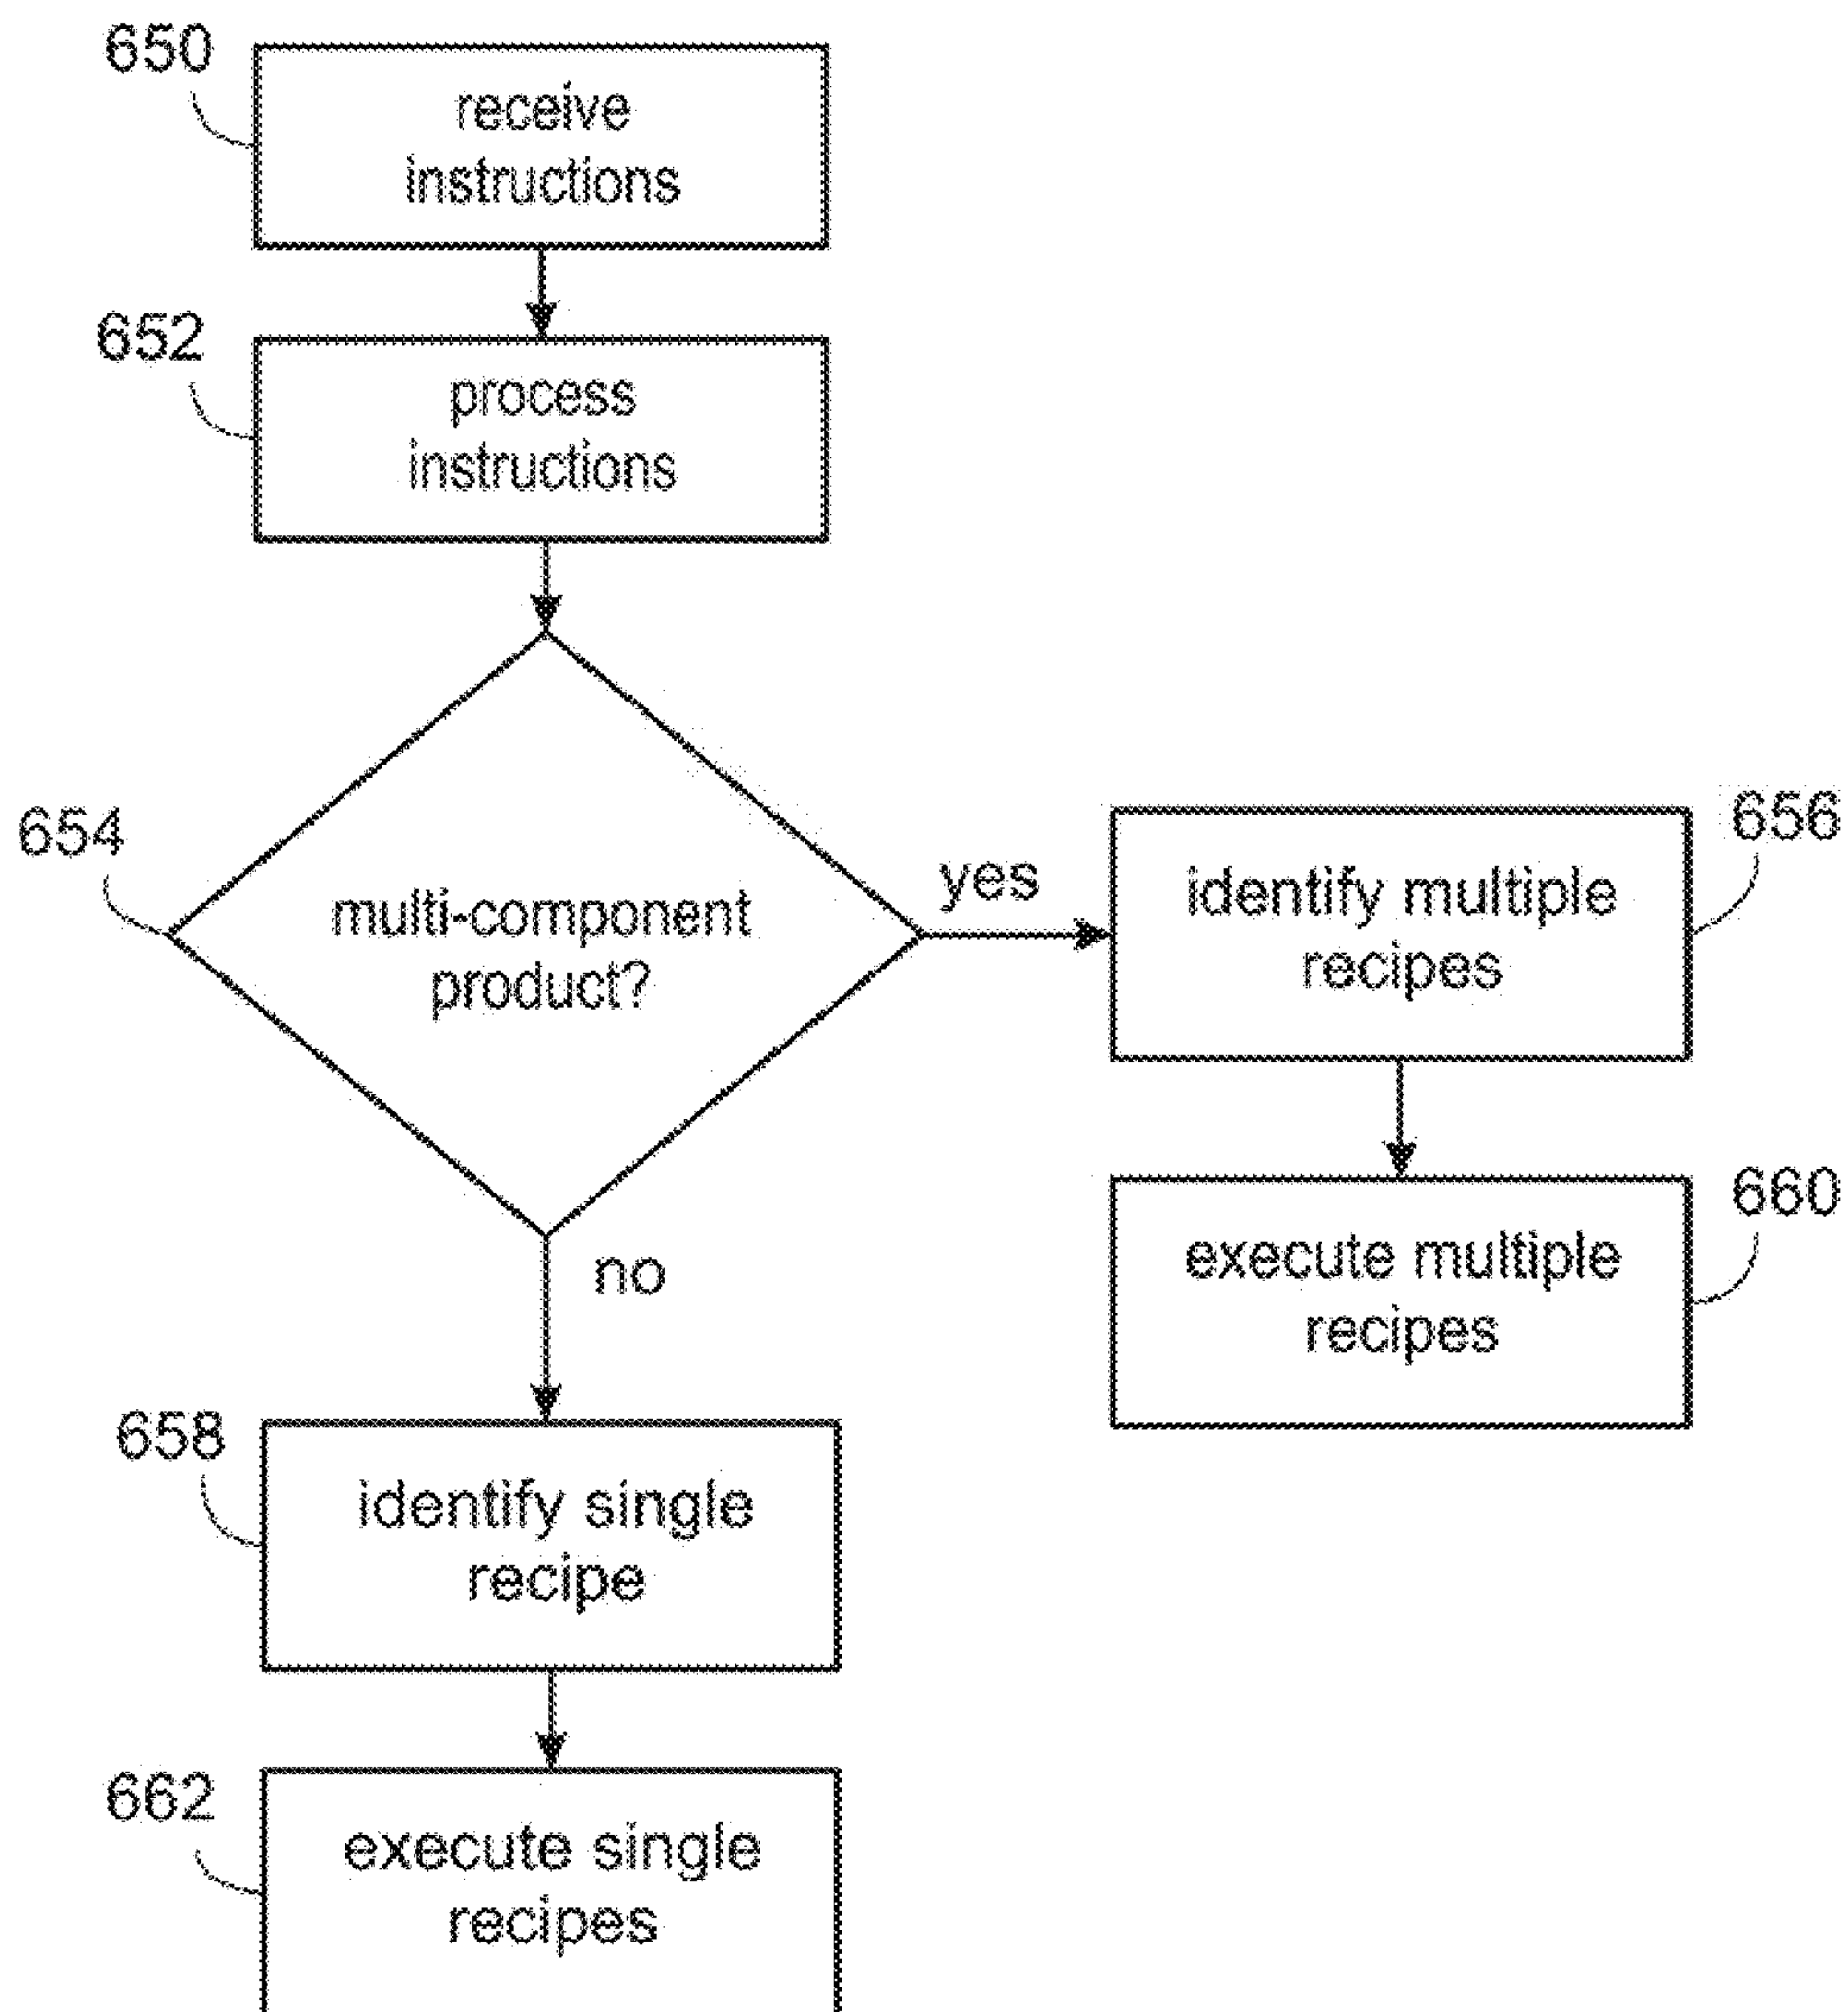 650
receive
instructions
652
process
instructions
654
multi-component
product?
yes
656
identify multiple
recipes
660
execute multiple
recipes
no
658
identify single
recipe
662
execute single
recipes